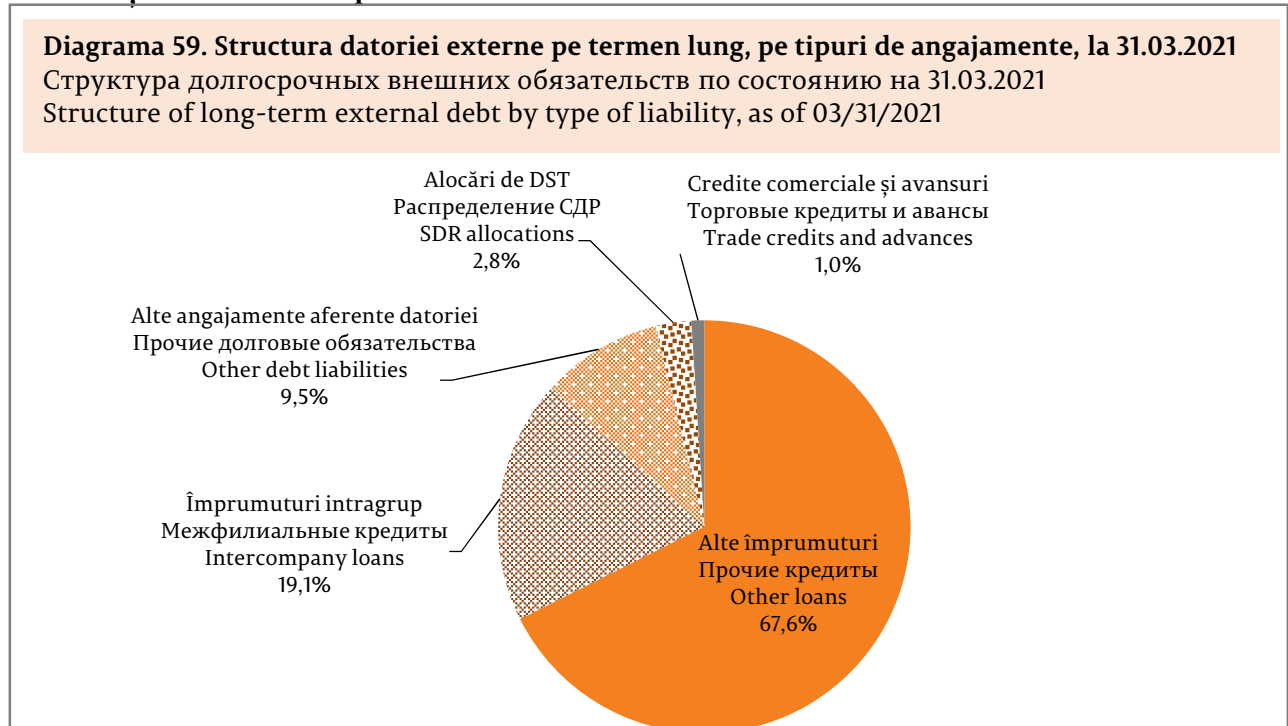 Diagrama 59. Structura datoriei externe pe termen lung, pe tipuri de angajamente, la 31.03.2021
Структура долгосрочных внешних обязательств по состоянию на 31.03.2021
Structure of long-term external debt by type of liability, as of 03/31/2021
Alocări de DST
Распределение СДР
SDR allocations
2,8%
Credite comerciale și avansuri
Торговые кредиты и авансы
Trade credits and advances
1,0%
Alte angajamente aferente datoriei
Прочие долговые обязательства
Other debt liabilities
9,5%
Împrumuturi intragrup
Межфилиальные кредиты
Intercompany loans
19,1%
Alte împrumuturi
Прочие кредиты
Other loans
67,6%